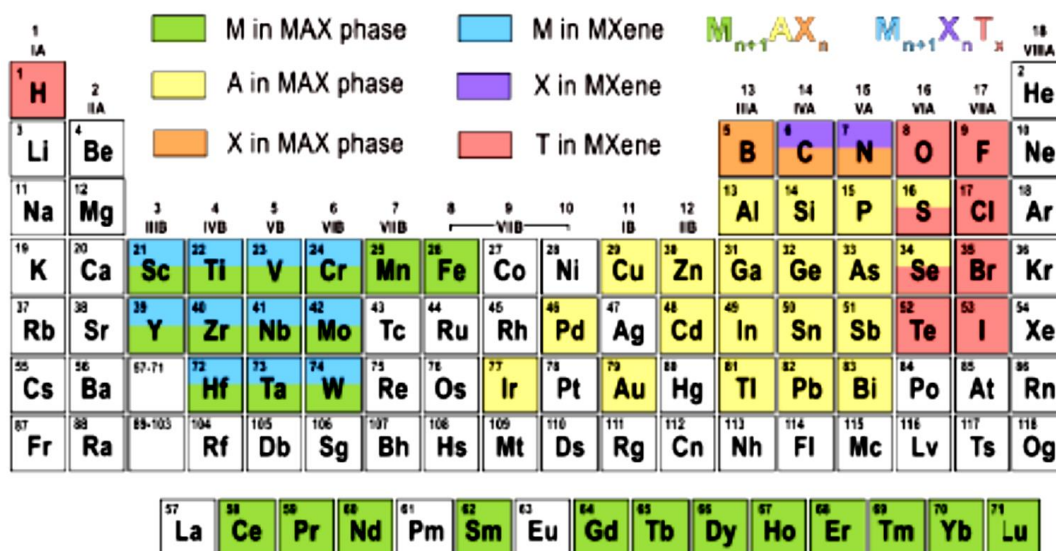 1 18
IA VIIIA
M in MAX phase M in MXene Mn+1AXn Mn+1XnTx
1 H 2 He
2 13 14 15 16 17
IIA IIIA IVA VA VIA VIIA
A in MAX phase X in MXene
3 Li 4 Be 5 B 6 C 7 N 8 O 9 F 10 Ne
X in MAX phase T in MXene
11 Na 12 Mg 13 Al 14 Si 15 P 16 S 17 Cl 18 Ar
3 4 5 6 7 8 9 10 11 12
IIIB IVB VB VIB VIIB VIIB IB IIB
19 K 20 Ca 21 Sc 22 Ti 23 V 24 Cr 25 Mn 26 Fe 27 Co 28 Ni 29 Cu 30 Zn 31 Ga 32 Ge 33 As 34 Se 35 Br 36 Kr
37 Rb 38 Sr 39 Y 40 Zr 41 Nb 42 Mo 43 Tc 44 Ru 45 Rh 46 Pd 47 Ag 48 Cd 49 In 50 Sn 51 Sb 52 Te 53 I 54 Xe
55 Cs 56 Ba 57-71 72 Hf 73 Ta 74 W 75 Re 76 Os 77 Ir 78 Pt 79 Au 80 Hg 81 Tl 82 Pb 83 Bi 84 Po 85 At 86 Rn
87 Fr 88 Ra 89-103 104 Rf 105 Db 106 Sg 107 Bh 108 Hs 109 Mt 110 Ds 111 Rg 112 Cn 113 Nh 114 Fl 115 Mc 116 Lv 117 Ts 118 Og
57 La 58 Ce 59 Pr 60 Nd 61 Pm 62 Sm 63 Eu 64 Gd 65 Tb 66 Dy 67 Ho 68 Er 69 Tm 70 Yb 71 Lu